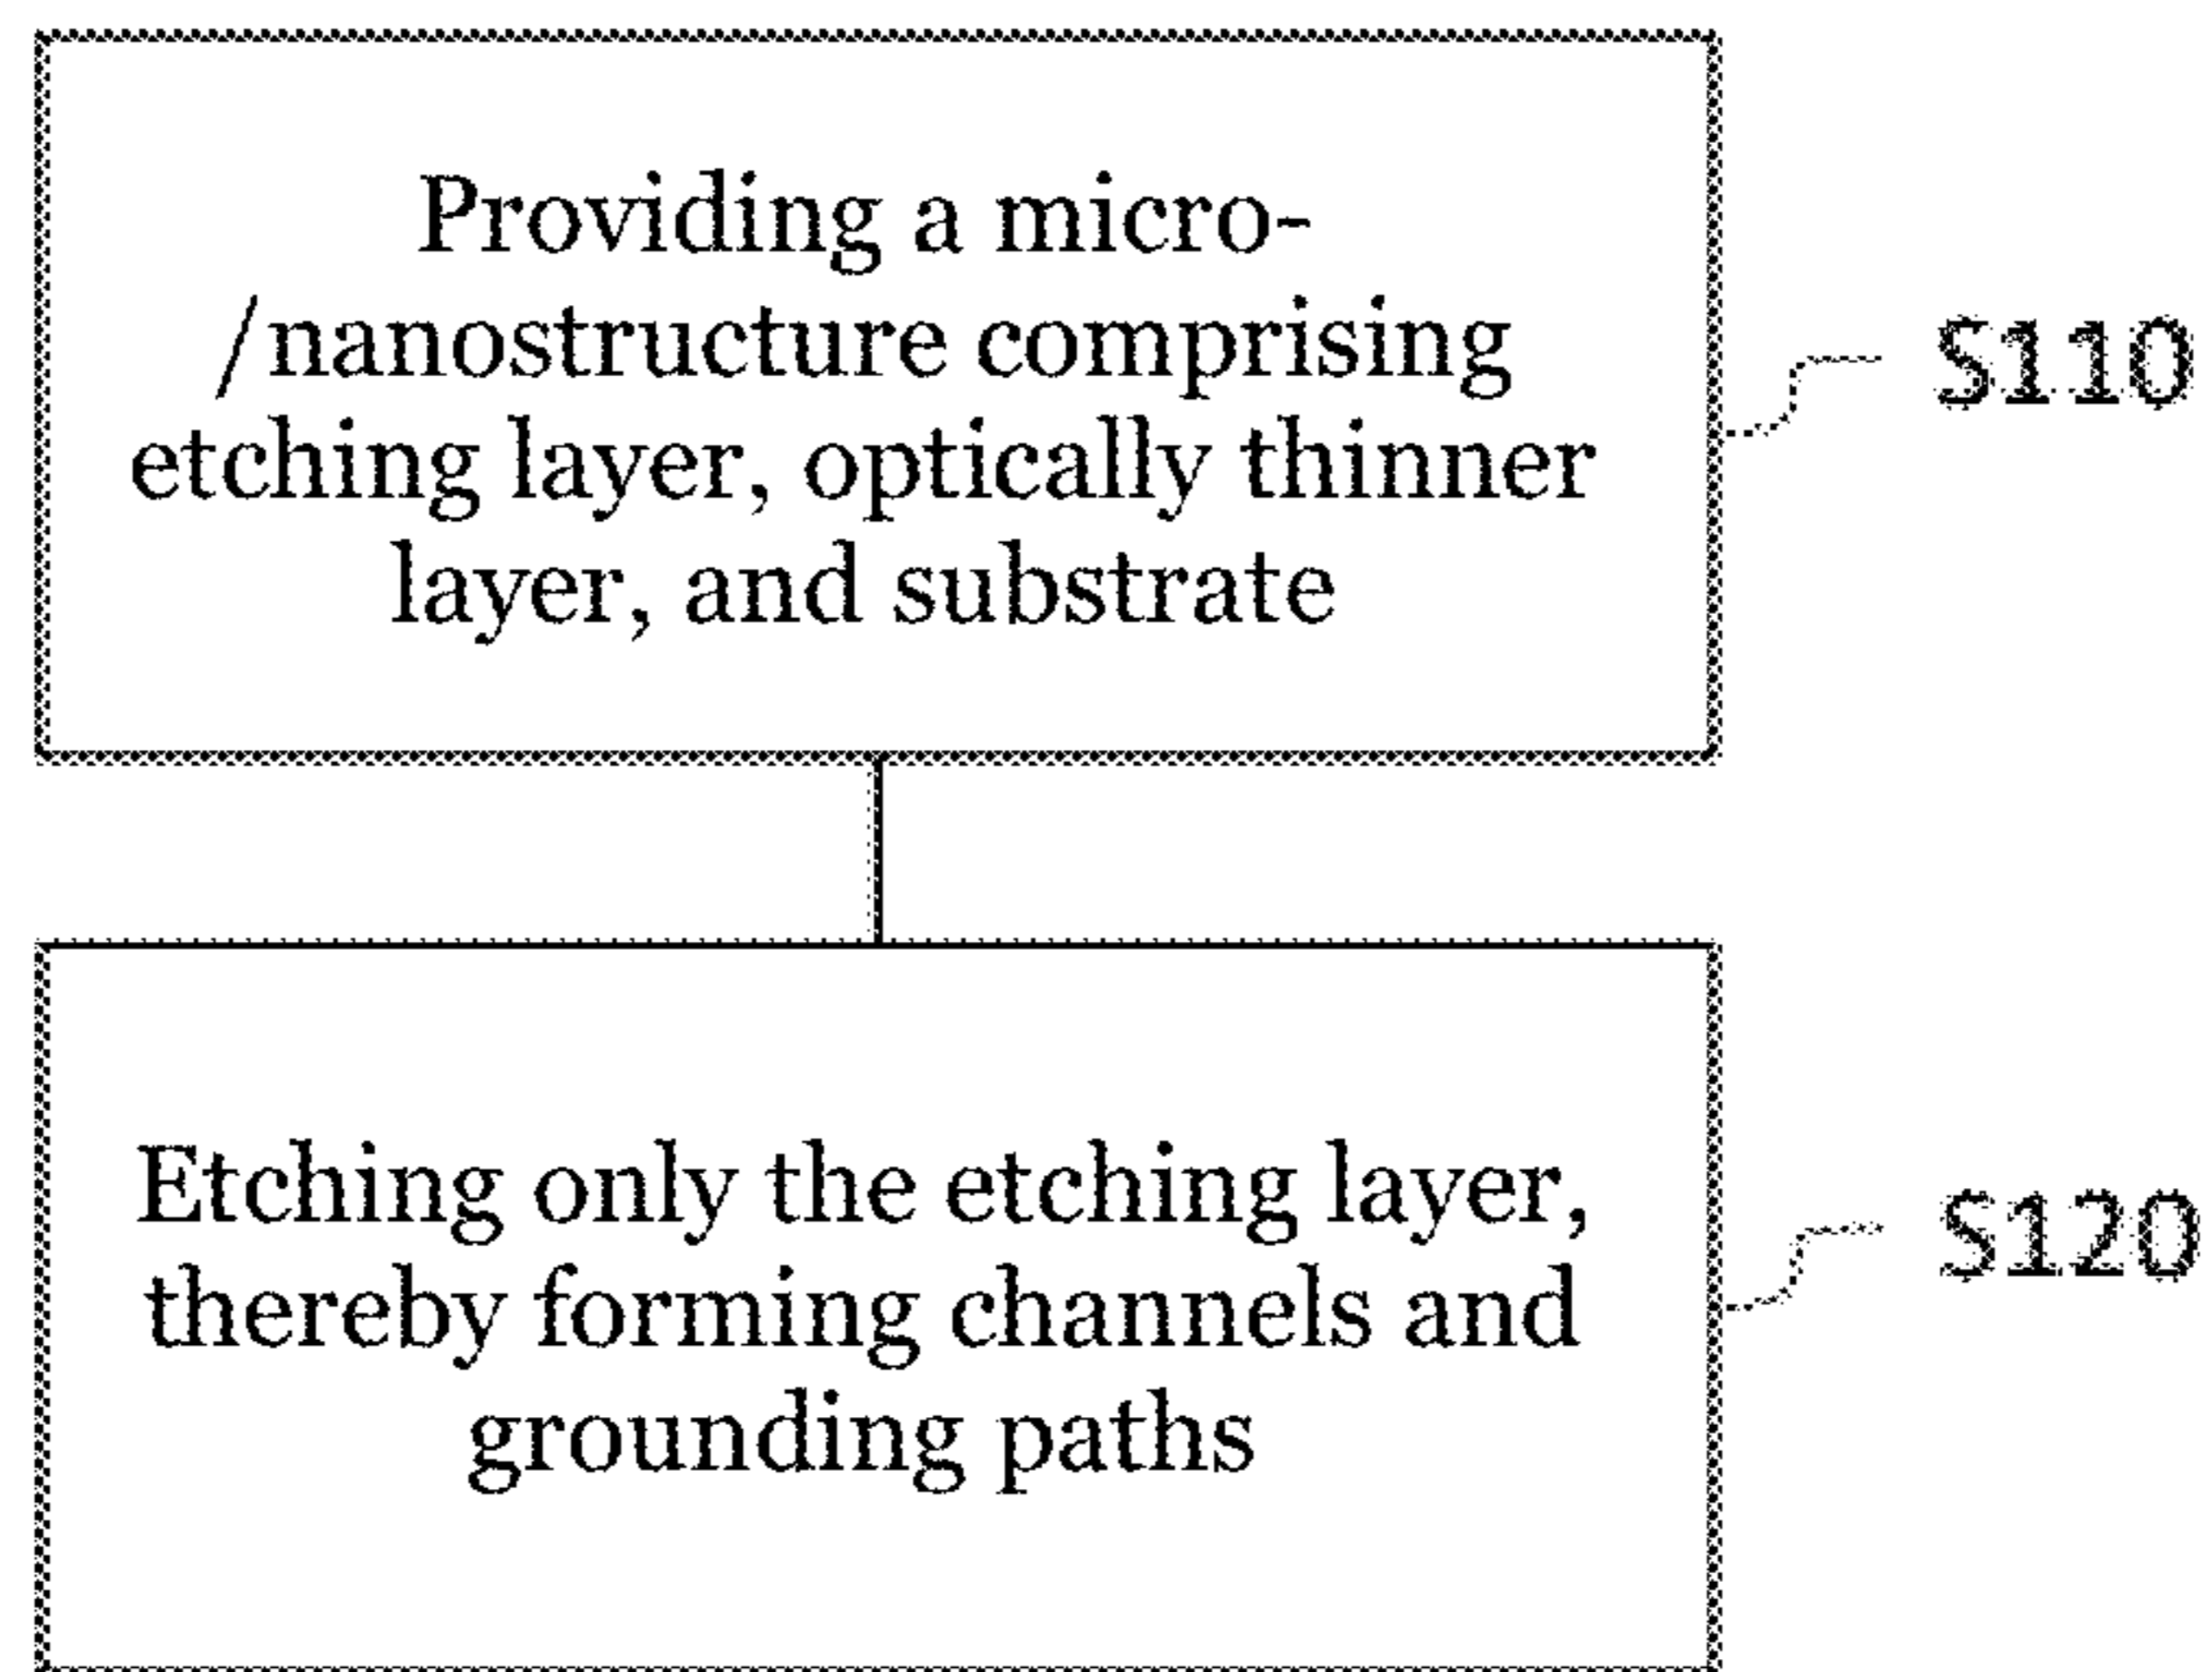 Providing a micro-
/nanostructure comprising
etching layer, optically thinner
layer, and substrate
S110
Etching only the etching layer,
thereby forming channels and
grounding paths
S120